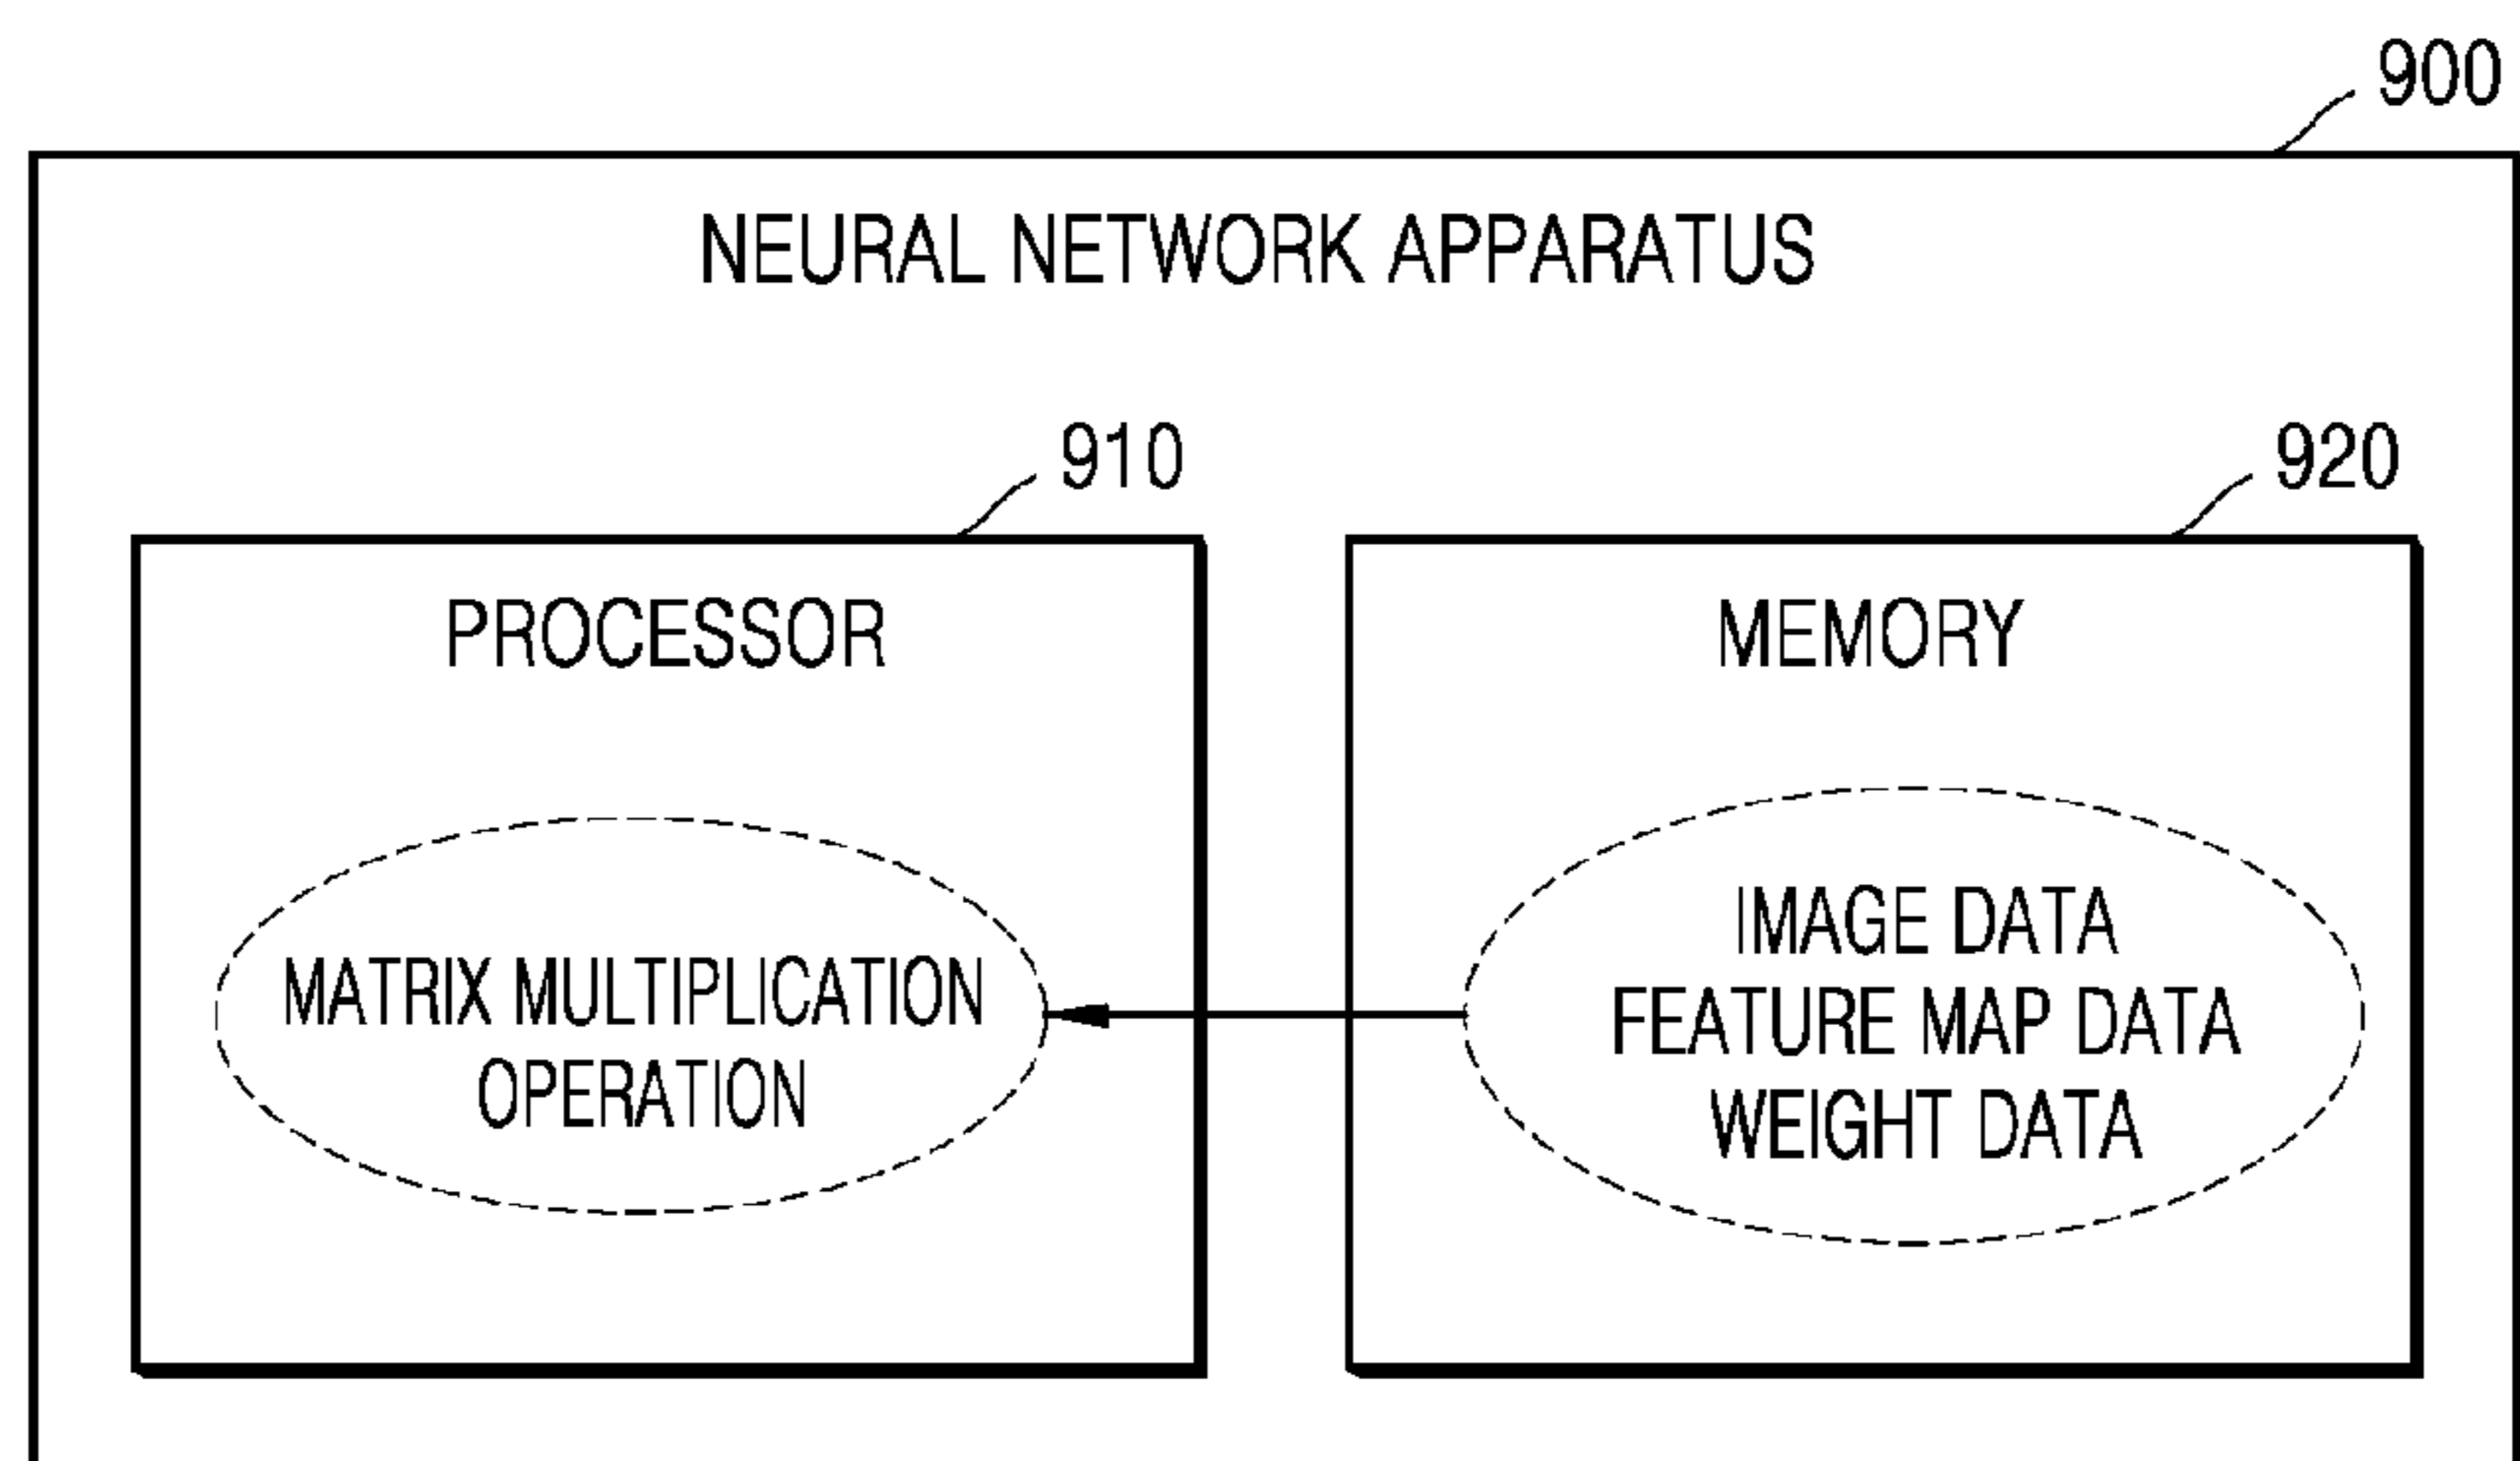 900
NEURAL NETWORK APPARATUS
910
920
PROCESSOR
MEMORY
MATRIX MULTIPLICATION
OPERATION
IMAGE DATA
FEATURE MAP DATA
WEIGHT DATA